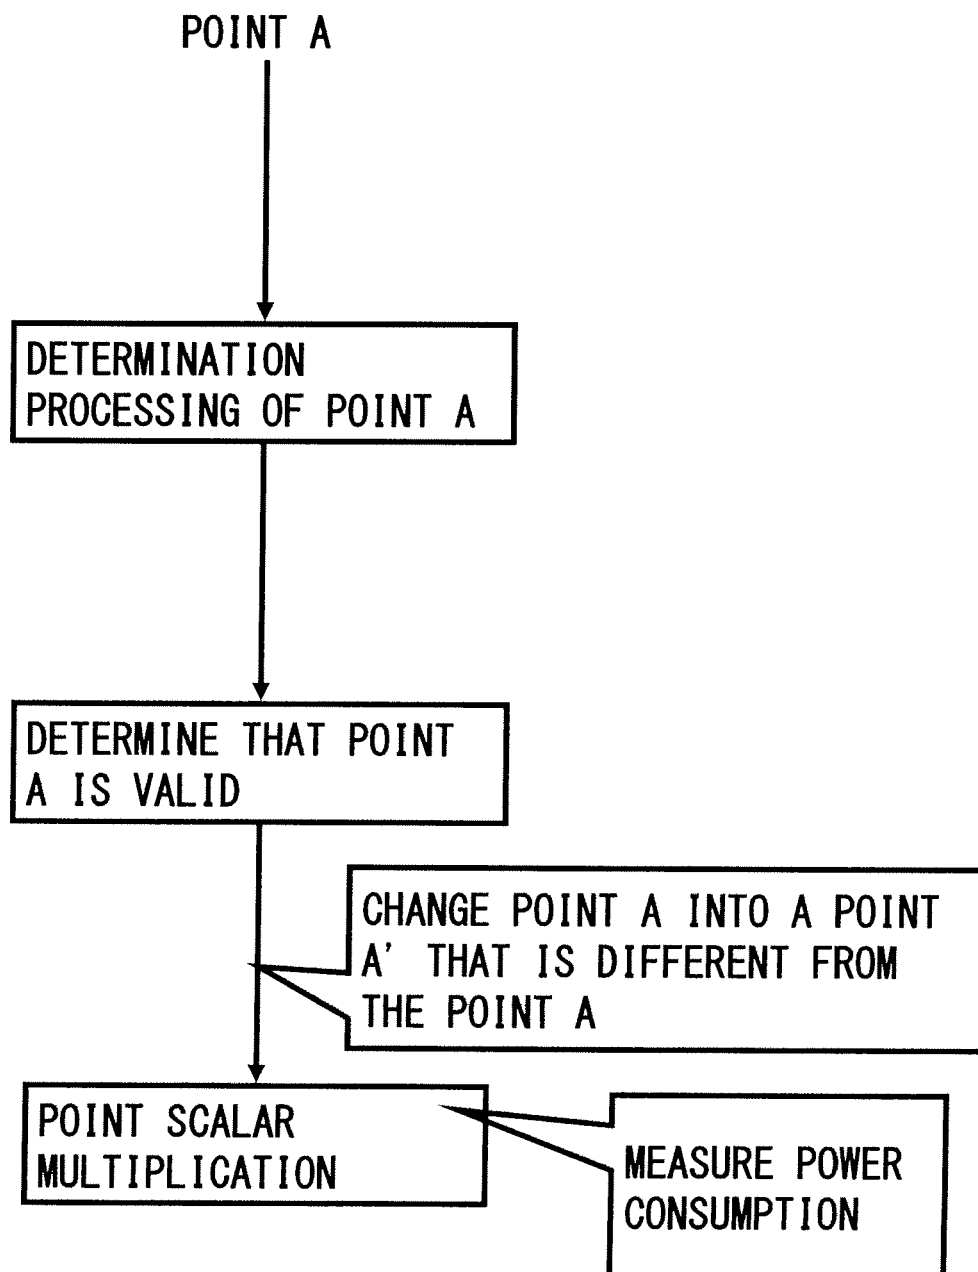 POINT A
DETERMINATION
PROCESSING OF POINT A
DETERMINE THAT POINT
A IS VALID
CHANGE POINT A INTO A POINT
A' THAT IS DIFFERENT FROM
THE POINT A
POINT SCALAR
MULTIPLICATION
MEASURE POWER
CONSUMPTION